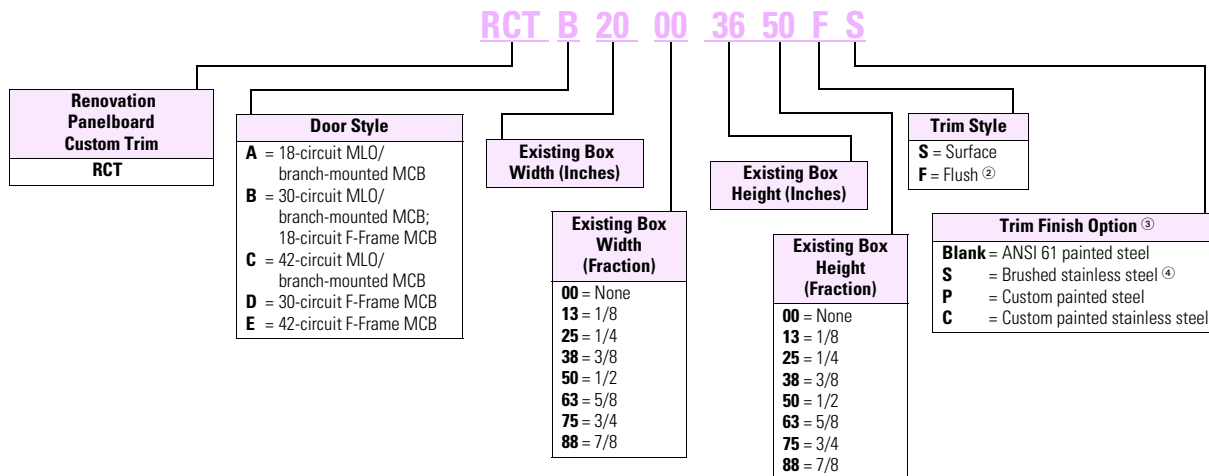 RCT B 20 00 36 50 F S
Renovation
Panelboard
Custom Trim
RCT
Door Style
A = 18-circuit MLO/
branch-mounted MCB
B = 30-circuit MLO/
branch-mounted MCB;
18-circuit F-Frame MCB
C = 42-circuit MLO/
branch-mounted MCB
D = 30-circuit F-Frame MCB
E = 42-circuit F-Frame MCB
Existing Box
Width (Inches)
Existing Box
Width
(Fraction)
00 = None
13 = 1/8
25 = 1/4
38 = 3/8
50 = 1/2
63 = 5/8
75 = 3/4
88 = 7/8
Existing Box
Height (Inches)
Existing Box
Height
(Fraction)
00 = None
13 = 1/8
25 = 1/4
38 = 3/8
50 = 1/2
63 = 5/8
75 = 3/4
88 = 7/8
Trim Style
S = Surface
F = Flush ②
Trim Finish Option ③
Blank = ANSI 61 painted steel
S = Brushed stainless steel ④
P = Custom painted steel
C = Custom painted stainless steel